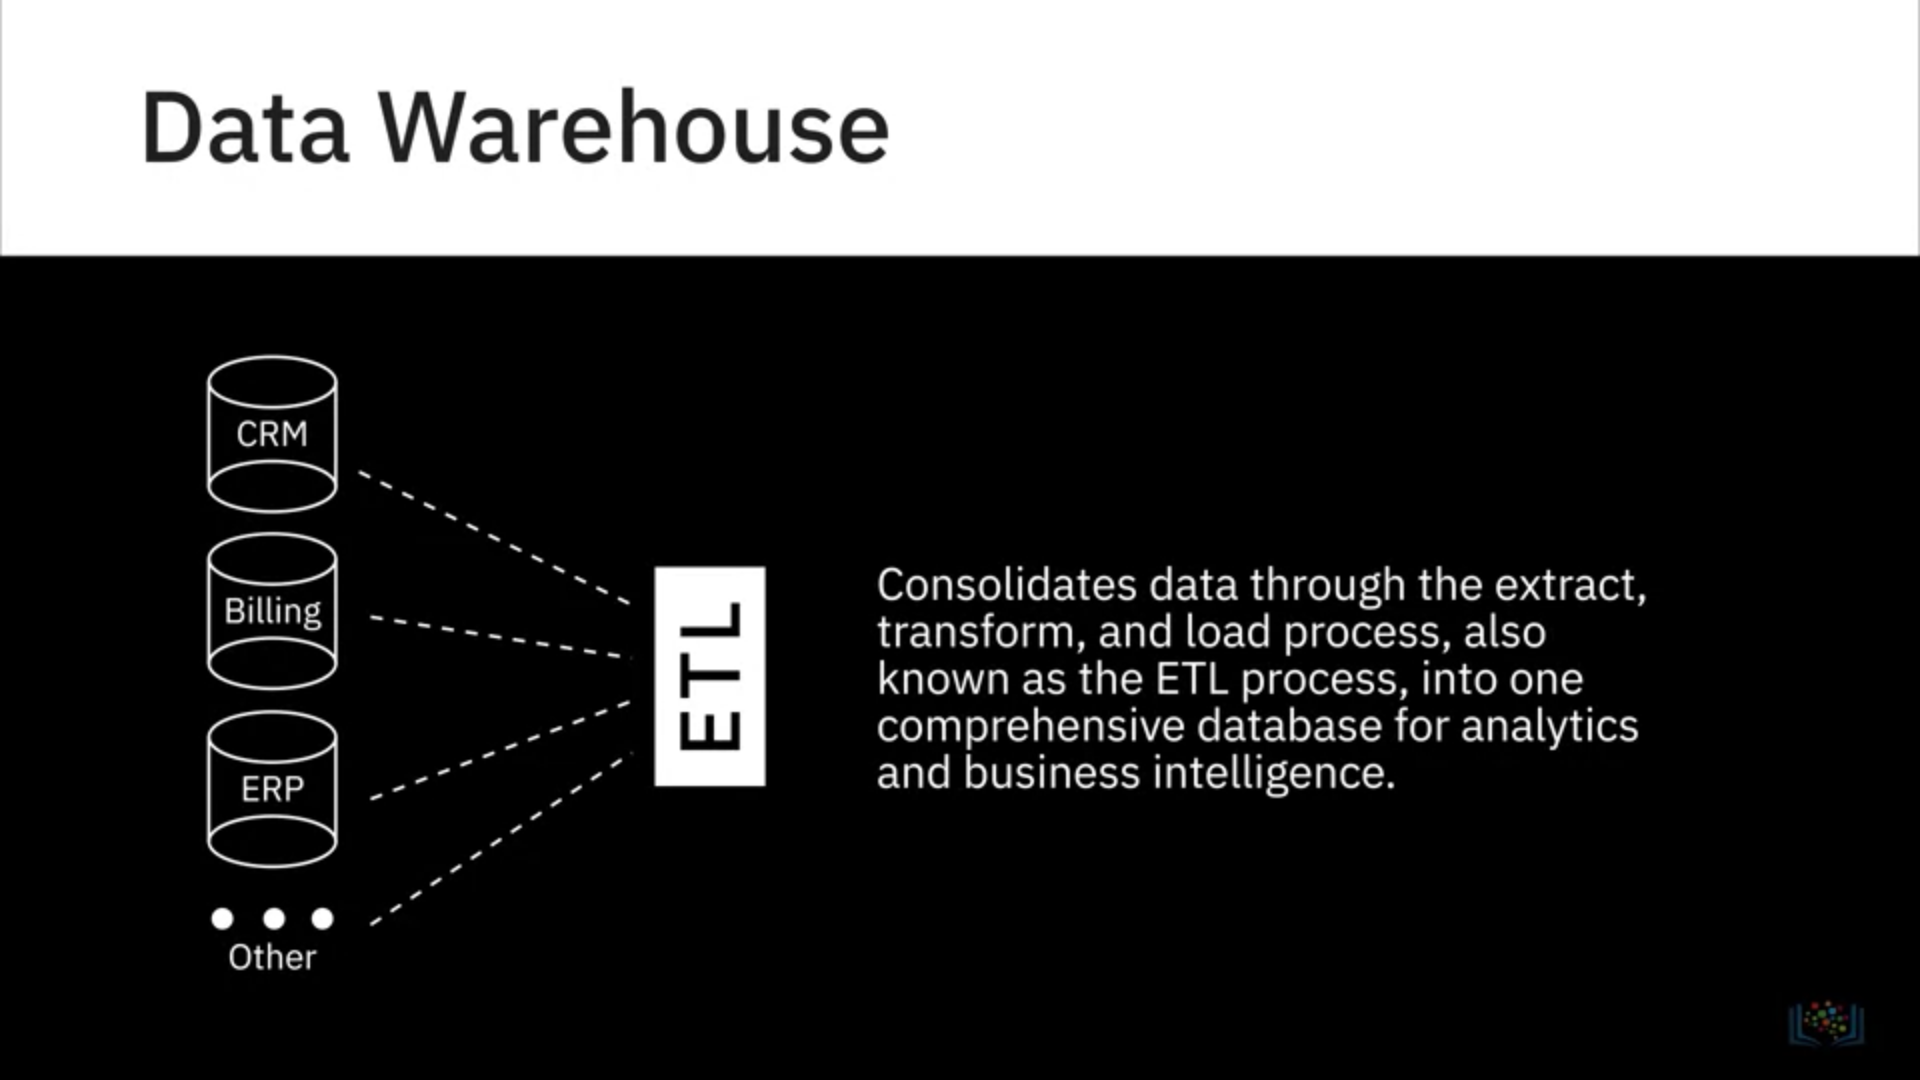 Data Warehouse
CRM
Billing
ERP
Other
ETL
Consolidates data through the extract,
transform, and load process, also
known as the ETL process, into one
comprehensive database for analytics
and business intelligence.